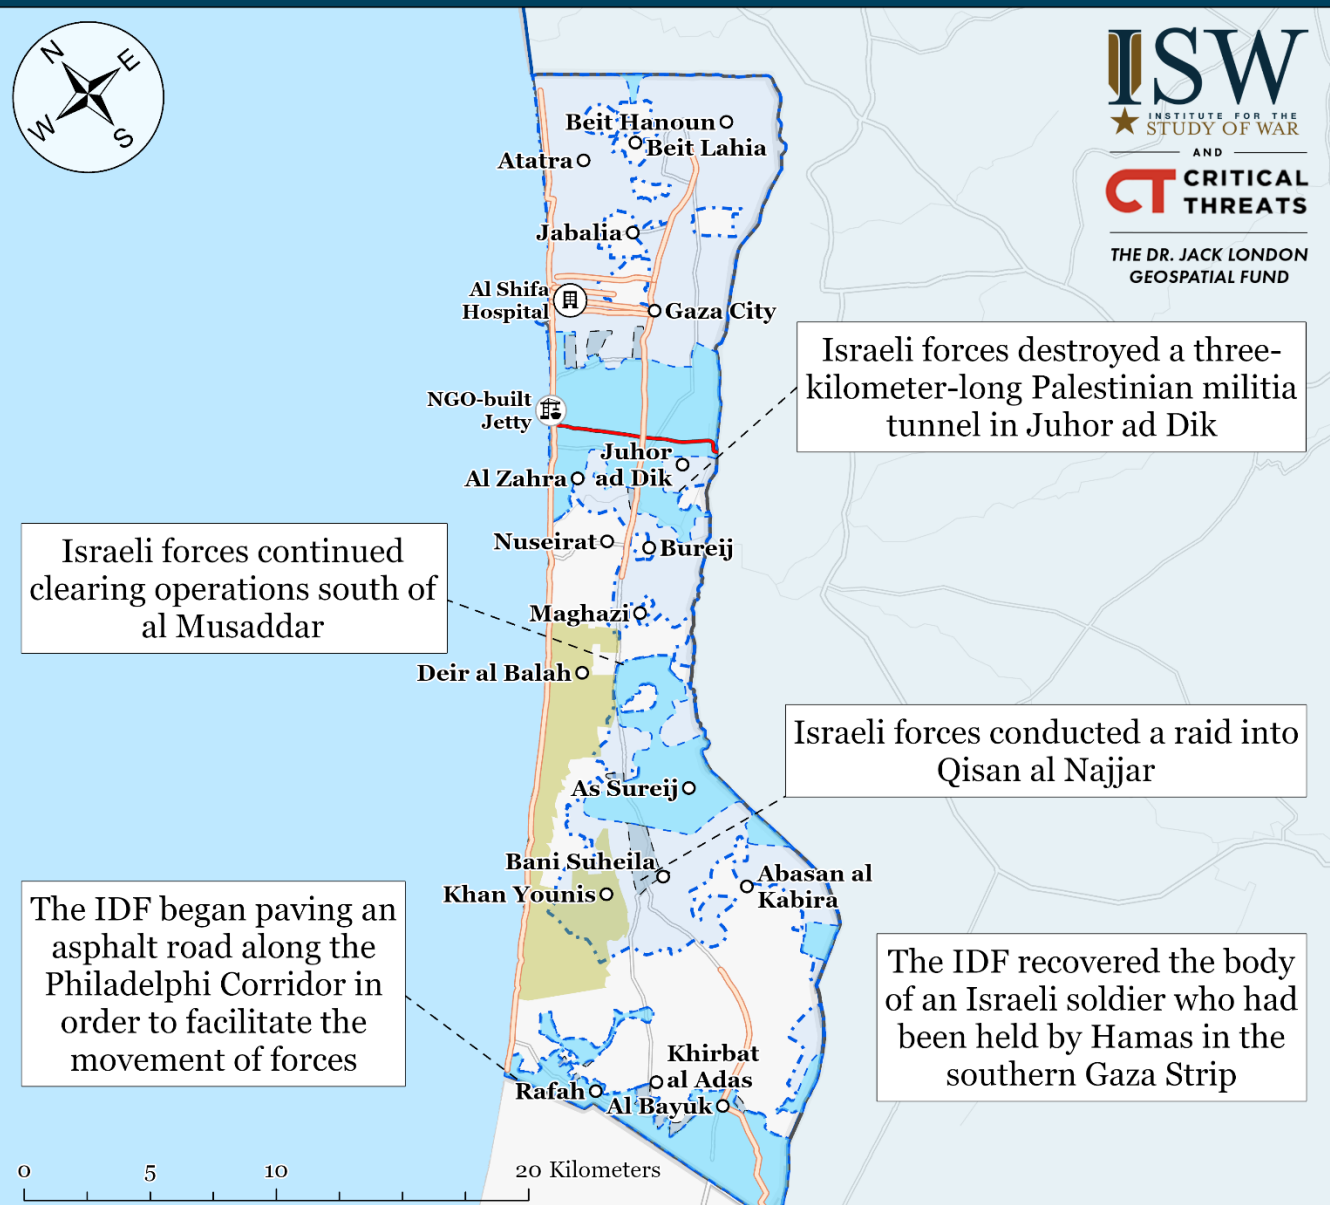 N
E
W
S
ISW
INSTITUTE FOR THE
STUDY OF WAR
AND
CT CRITICAL
THREATS
THE DR. JACK LONDON
GEOSPATIAL FUND
Beit Hanoun
Beit Lahia
Atatra
Jabalia
Al Shifa
Hospital
Gaza City
Israeli forces destroyed a three-
kilometer-long Palestinian militia
tunnel in Juhor ad Dik
NGO-built
Jetty
Juhor
ad Dik
Al Zahra
Israeli forces continued
clearing operations south of
al Musaddar
Nuseirat
Bureij
Maghazi
Deir al Balah
Israeli forces conducted a raid into
Qisan al Najjar
As Sureij
Bani Suheila
Abasan al
Kabira
Khan Younis
The IDF began paving an
asphalt road along the
Philadelphi Corridor in
order to facilitate the
movement of forces
The IDF recovered the body
of an Israeli soldier who had
been held by Hamas in the
southern Gaza Strip
Khirbat
al Adas
Rafah
Al Bayuk
0 5 10 20 Kilometers